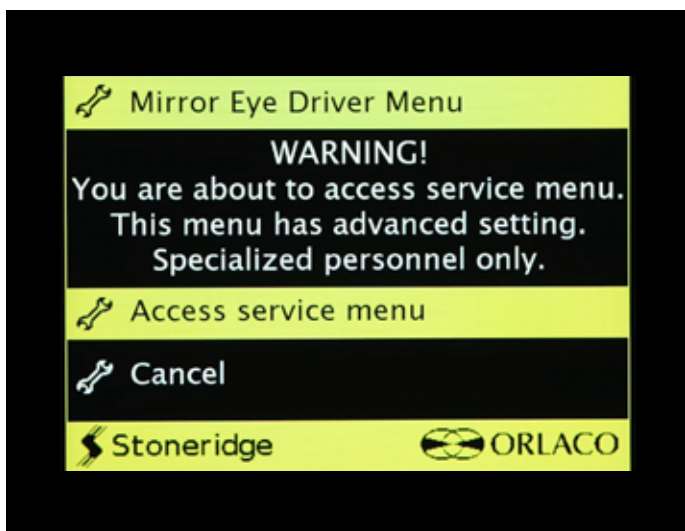 Mirror Eye Driver Menu
WARNING!
You are about to access service menu.
This menu has advanced setting.
Specialized personnel only.
Access service menu
Cancel
Stoneridge ORLACO